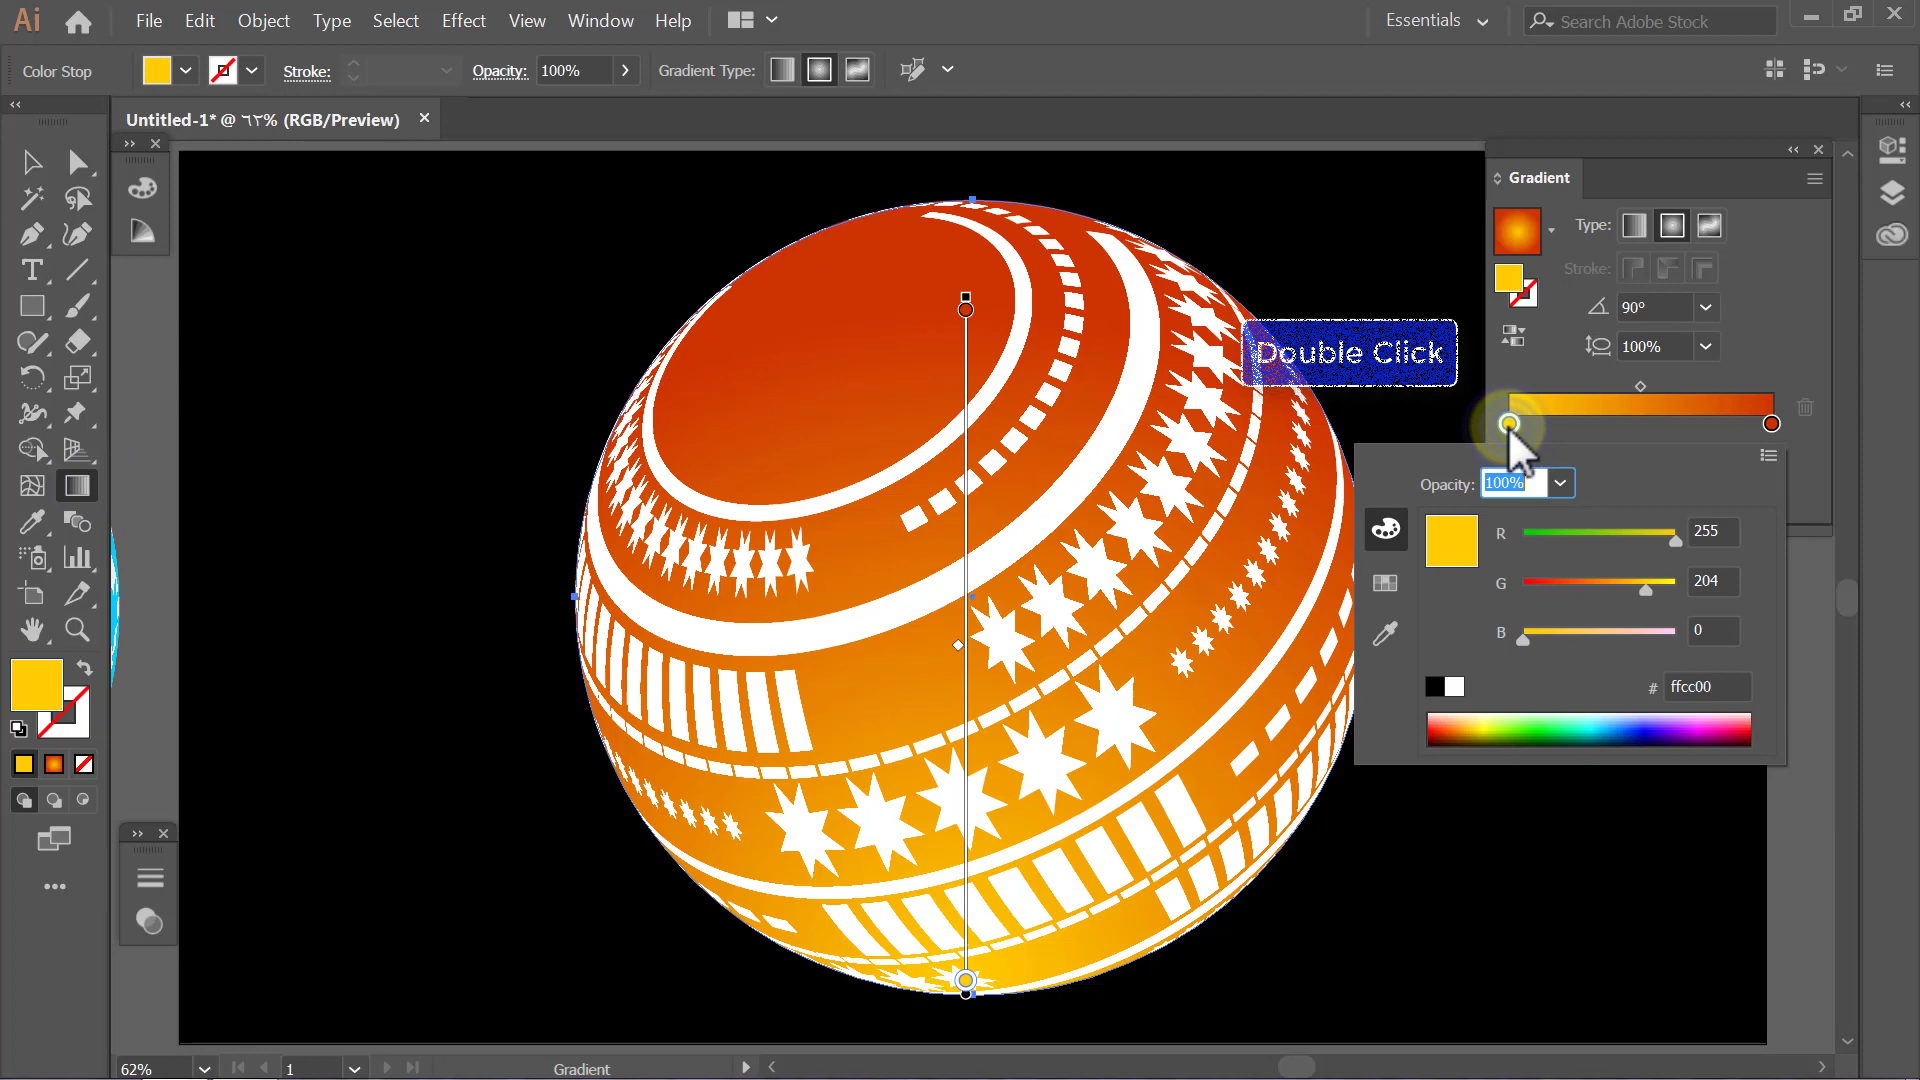 Ai File Edit Object Type Select Effect View Window Help Essentials Search Adobe Stock
Color Stop Stroke: Opacity: 100% Gradient Type:
Untitled-1* @ ٦٢% (RGB/Preview)
Gradient
Type:
Stroke:
90°
100%
Double Click
Opacity: 100%
R 255
G 204
B 0
# ffcc00
62% 1 Gradient